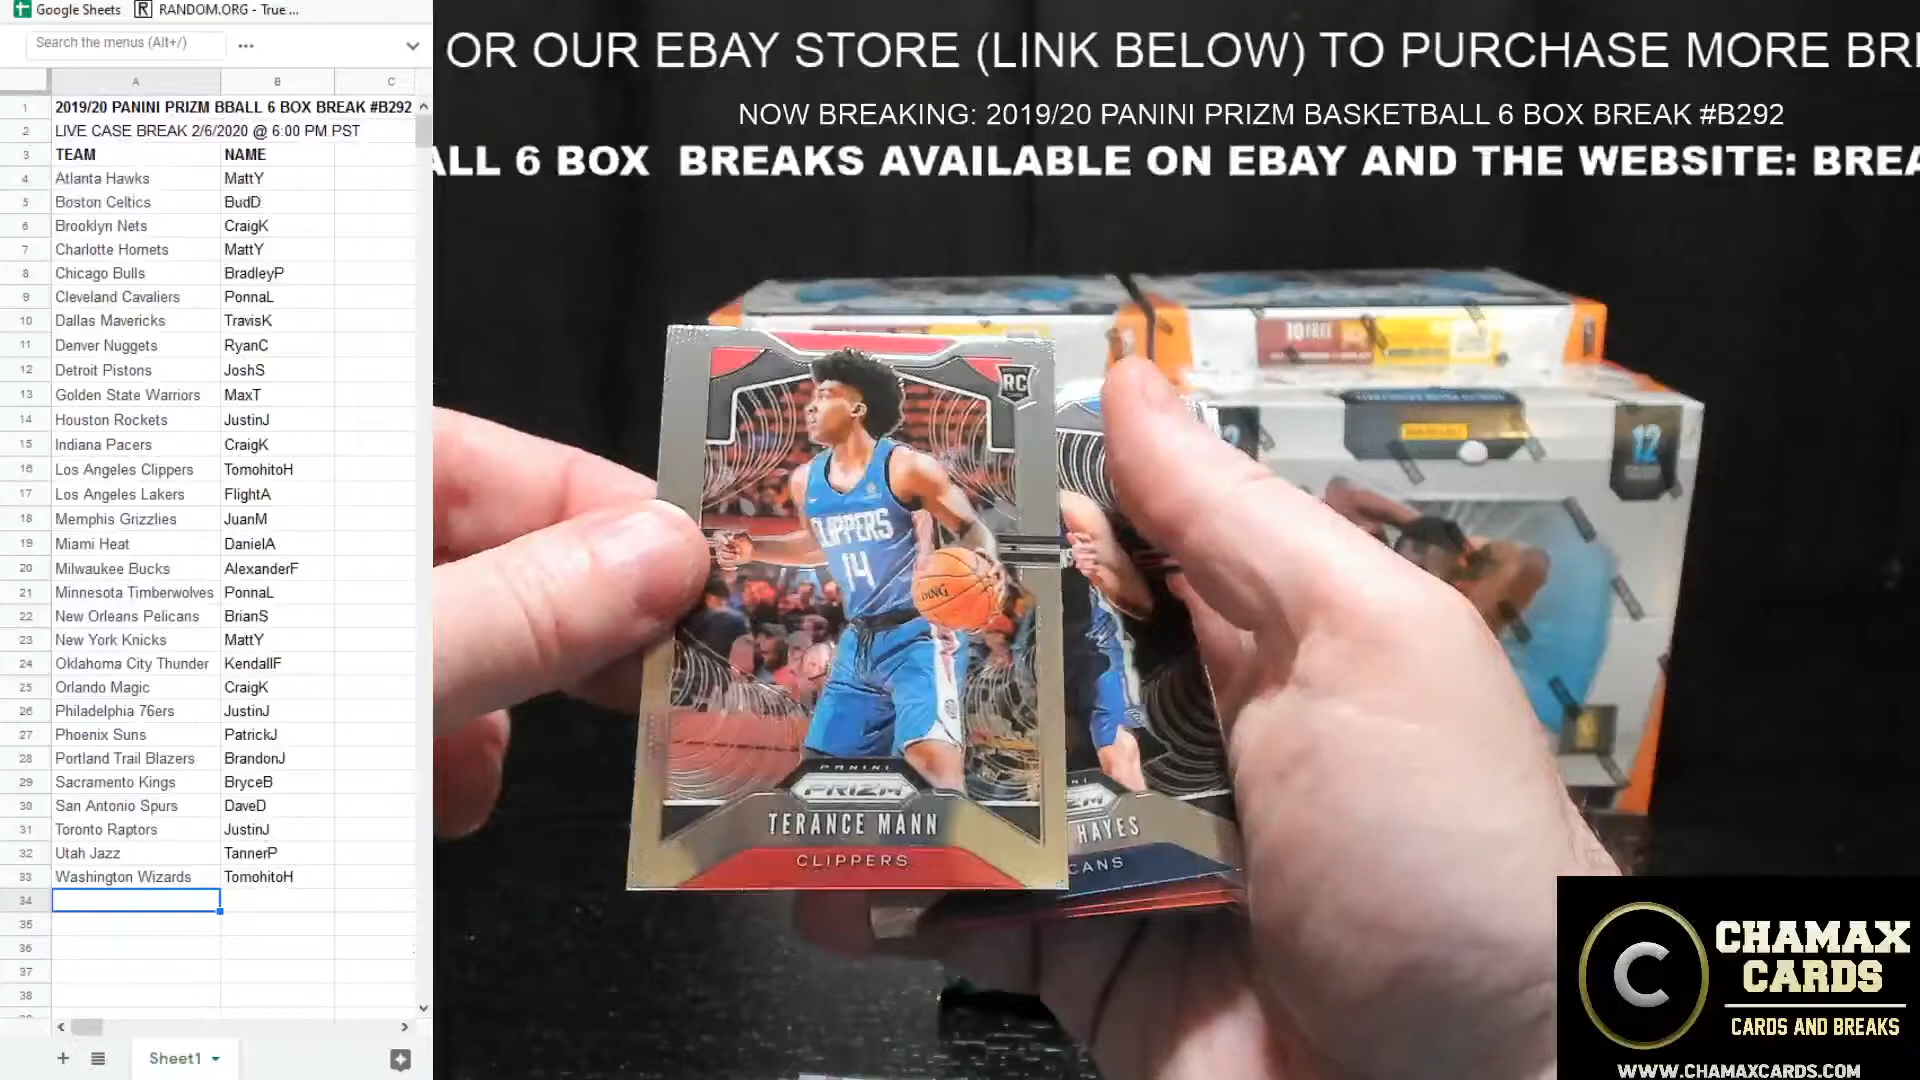 Google Sheets
RANDOM.ORG - True ...
Search the menus (Alt+/)
A B C
1 2019/20 PANINI PRIZM BBALL 6 BOX BREAK #B292
2 LIVE CASE BREAK 2/6/2020 @ 6:00 PM PST
3 TEAM NAME
4 Atlanta Hawks MattY
5 Boston Celtics BudD
6 Brooklyn Nets CraigK
7 Charlotte Hornets MattY
8 Chicago Bulls BradleyP
9 Cleveland Cavaliers PonnaL
10 Dallas Mavericks TravisK
11 Denver Nuggets RyanC
12 Detroit Pistons JoshS
13 Golden State Warriors MaxT
14 Houston Rockets JustinJ
15 Indiana Pacers CraigK
16 Los Angeles Clippers TomohitoH
17 Los Angeles Lakers FlightA
18 Memphis Grizzlies JuanM
19 Miami Heat DanielA
20 Milwaukee Bucks AlexanderF
21 Minnesota Timberwolves PonnaL
22 New Orleans Pelicans BrianS
23 New York Knicks MattY
24 Oklahoma City Thunder KendallF
25 Orlando Magic CraigK
26 Philadelphia 76ers JustinJ
27 Phoenix Suns PatrickJ
28 Portland Trail Blazers BrandonJ
29 Sacramento Kings BryceB
30 San Antonio Spurs DaveD
31 Toronto Raptors JustinJ
32 Utah Jazz TannerP
33 Washington Wizards TomohitoH
34
35
36
37
38
Sheet1
OR OUR EBAY STORE (LINK BELOW) TO PURCHASE MORE BRE
NOW BREAKING: 2019/20 PANINI PRIZM BASKETBALL 6 BOX BREAK #B292
ALL 6 BOX BREAKS AVAILABLE ON EBAY AND THE WEBSITE: BREA
10 FREE
12
RC
CLIPPERS
14
PANINI
PRIZM
TERANCE MANN
CLIPPERS
HAYES
CANS
C
CHAMAX
CARDS
CARDS AND BREAKS
WWW.CHAMAXCARDS.COM